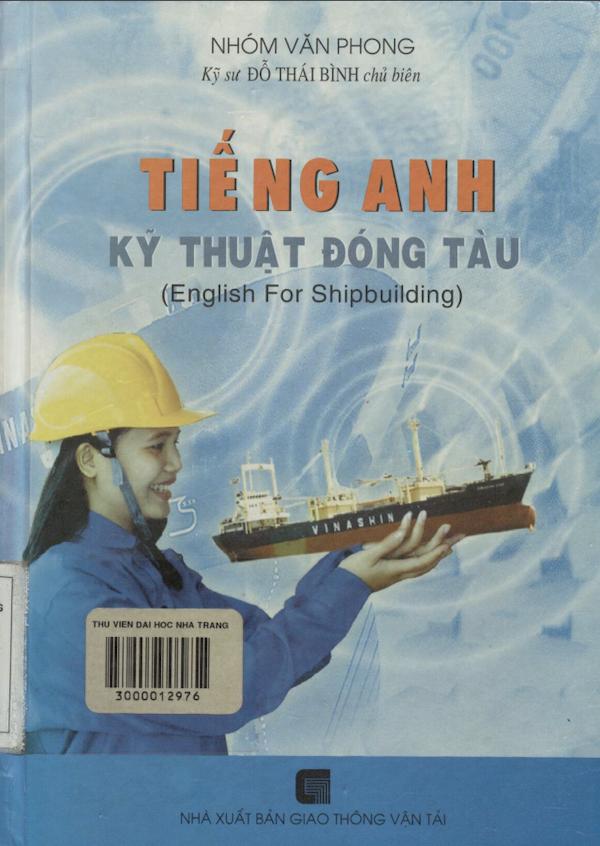 NHÓM VĂN PHONG
Kỹ sư ĐỖ THÁI BÌNH chủ biên
TIẾNG ANH
KỸ THUẬT ĐÓNG TÀU
(English For Shipbuilding)
VINASHIN
THU VIEN DAI HOC NHA TRANG
3000012976
NHÀ XUẤT BẢN GIAO THÔNG VẬN TẢI